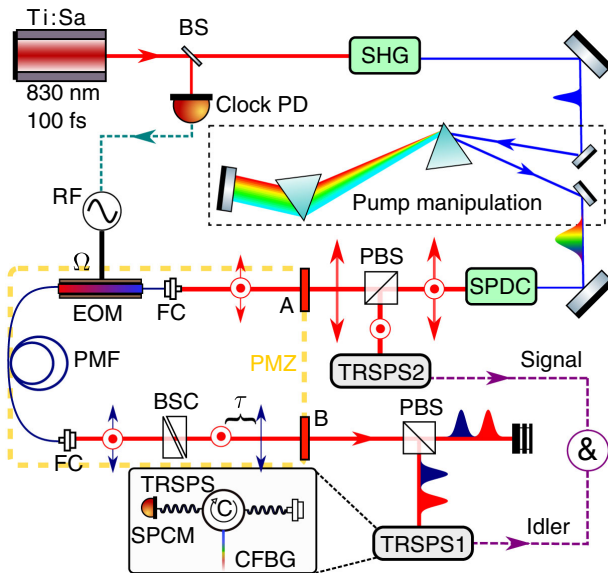 Ti:Sa
BS
SHG
830 nm
100 fs
Clock PD
RF
Pump manipulation
Ω
PBS
EOM
FC
A
SPDC
PMF
PMZ
TRSPS2
Signal
BSC
τ
B
PBS
FC
&
TRSPS
C
SPCM
CFBG
TRSPS1
Idler